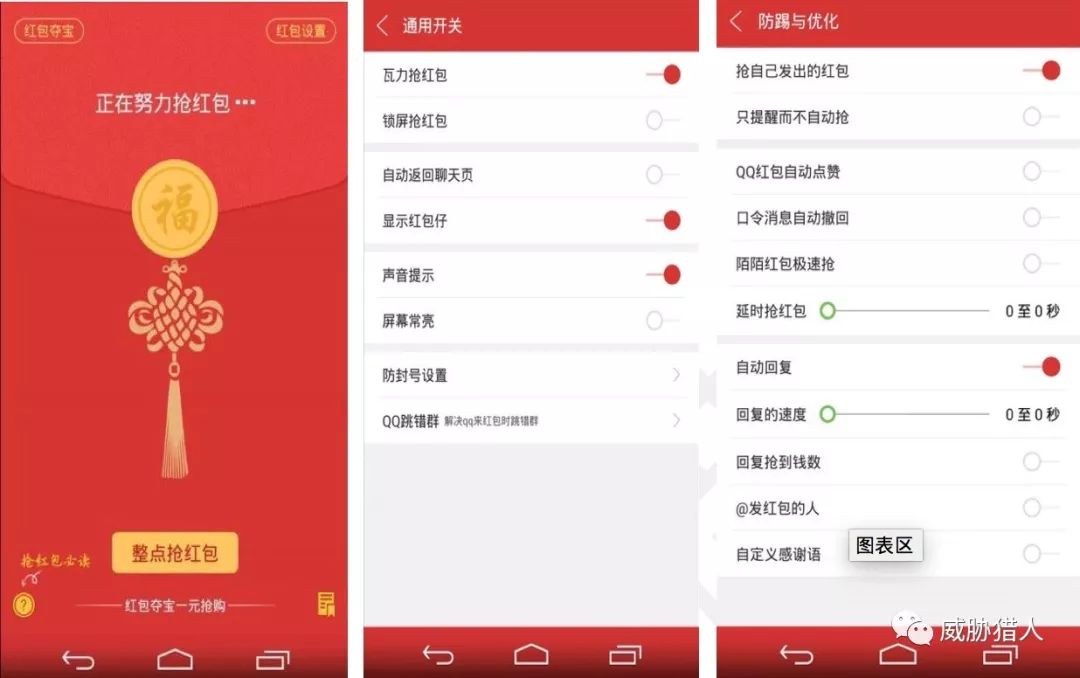 红包夺宝
红包设置
正在努力抢红包…
福
整点抢红包
抢红包必读
?
红包夺宝一元抢购
通用开关
瓦力抢红包
锁屏抢红包
自动返回聊天页
显示红包仔
声音提示
屏幕常亮
防封号设置
QQ跳错群 解决qq来红包时跳错群
防踢与优化
抢自己发出的红包
只提醒而不自动抢
QQ红包自动点赞
口令消息自动撤回
陌陌红包极速抢
延时抢红包 0 至 0 秒
自动回复
回复的速度 0 至 0 秒
回复抢到钱数
@发红包的人
自定义感谢语
图表区
威胁猎人